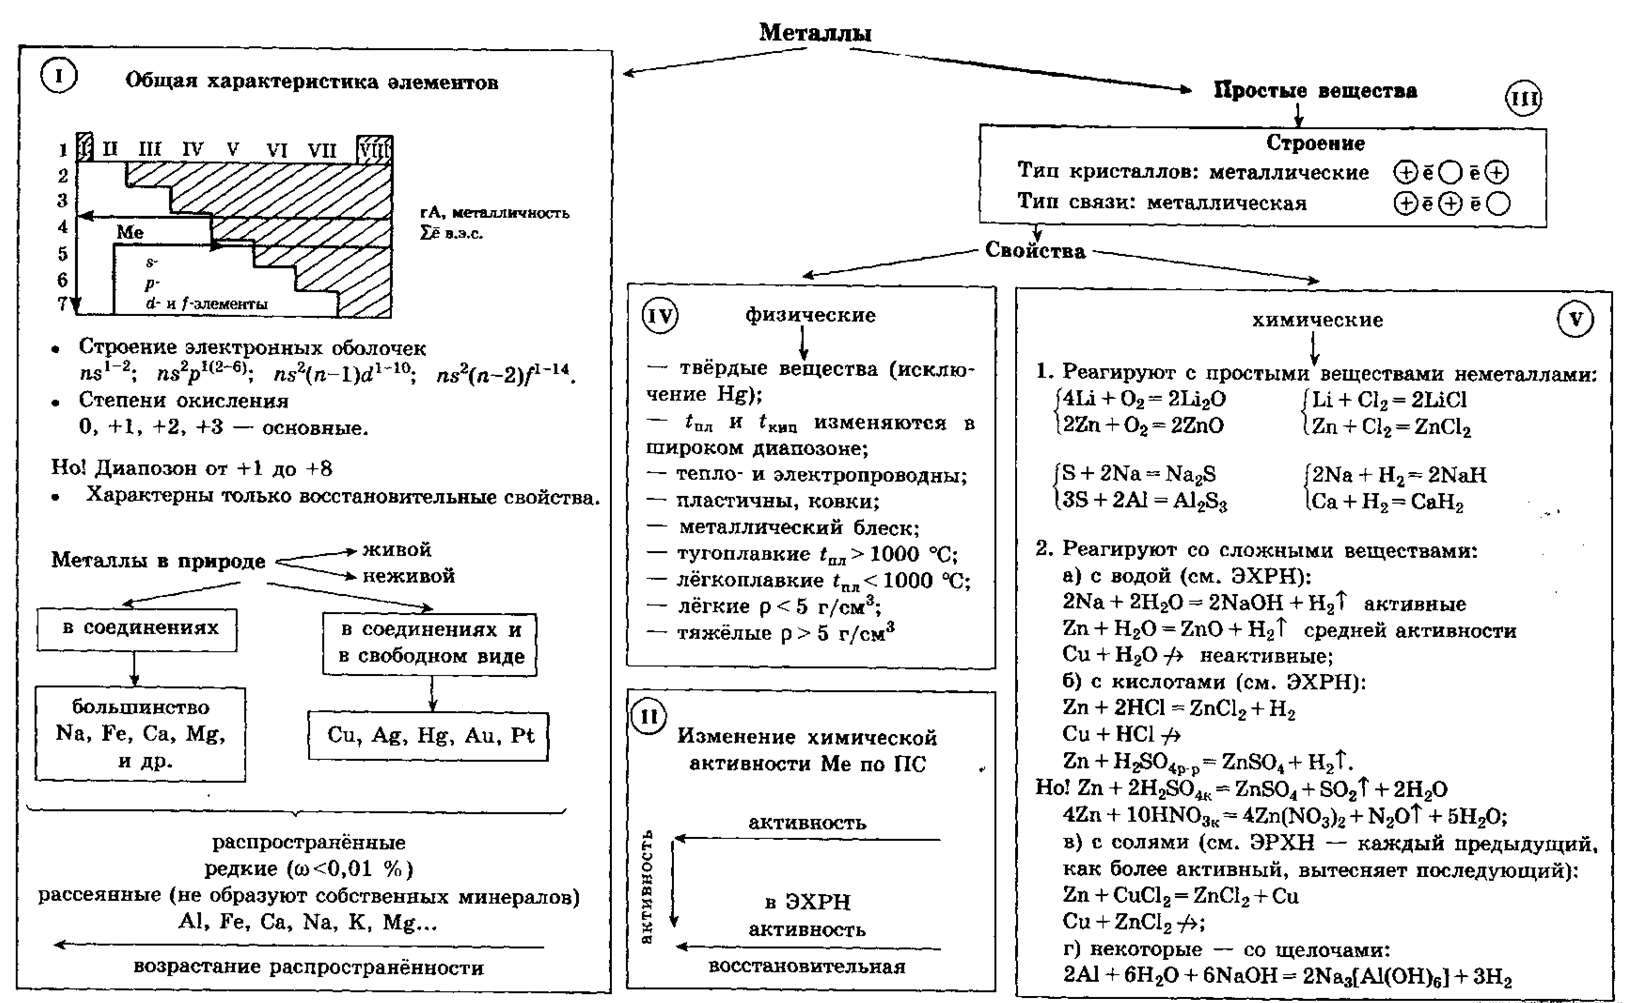 Металлы
I
Общая характеристика элементов
1 I II III IV V VI VII VIII
2
3
4
5
6
7
Me
s-
p-
d- и f-элементы
rA, металличность
∑ē в.э.с.
• Строение электронных оболочек
ns¹⁻²; ns²p¹⁽²⁻⁶⁾; ns²(n−1)d¹⁻¹⁰; ns²(n−2)f¹⁻¹⁴.
• Степени окисления
0, +1, +2, +3 — основные.
Но! Диапозон от +1 до +8
• Характерны только восстановительные свойства.
Металлы в природе
живой
неживой
в соединениях
в соединениях и
в свободном виде
большинство
Na, Fe, Ca, Mg,
и др.
Cu, Ag, Hg, Au, Pt
распространённые
редкие (ω<0,01 %)
рассеянные (не образуют собственных минералов)
Al, Fe, Ca, Na, K, Mg...
возрастание распространённости
Простые вещества
III
Строение
Тип кристаллов: металлические ⊕ē○ē⊕
Тип связи: металлическая ⊕ē⊕ē○
Свойства
IV
физические
— твёрдые вещества (исклю-
чение Hg);
— tпл и tкип изменяются в
широком диапозоне;
— тепло- и электропроводны;
— пластичны, ковки;
— металлический блеск;
— тугоплавкие tпл > 1000 °C;
— лёгкоплавкие tпл < 1000 °C;
— лёгкие ρ < 5 г/см³;
— тяжёлые ρ > 5 г/см³
II
Изменение химической
активности Ме по ПС
активность
активность
в ЭХРН
активность
восстановительная
V
химические
1. Реагируют с простыми веществами неметаллами:
4Li + O₂ = 2Li₂O
2Zn + O₂ = 2ZnO
Li + Cl₂ = 2LiCl
Zn + Cl₂ = ZnCl₂
S + 2Na = Na₂S
3S + 2Al = Al₂S₃
2Na + H₂ = 2NaH
Ca + H₂ = CaH₂
2. Реагируют со сложными веществами:
а) с водой (см. ЭХРН):
2Na + 2H₂O = 2NaOH + H₂↑ активные
Zn + H₂O = ZnO + H₂↑ средней активности
Cu + H₂O ↛ неактивные;
б) с кислотами (см. ЭХРН):
Zn + 2HCl = ZnCl₂ + H₂
Cu + HCl ↛
Zn + H₂SO₄р-р = ZnSO₄ + H₂↑.
Но! Zn + 2H₂SO₄к = ZnSO₄ + SO₂↑ + 2H₂O
4Zn + 10HNO₃к = 4Zn(NO₃)₂ + N₂O↑ + 5H₂O;
в) с солями (см. ЭРХН — каждый предыдущий,
как более активный, вытесняет последующий):
Zn + CuCl₂ = ZnCl₂ + Cu
Cu + ZnCl₂ ↛;
г) некоторые — со щелочами:
2Al + 6H₂O + 6NaOH = 2Na₃[Al(OH)₆] + 3H₂